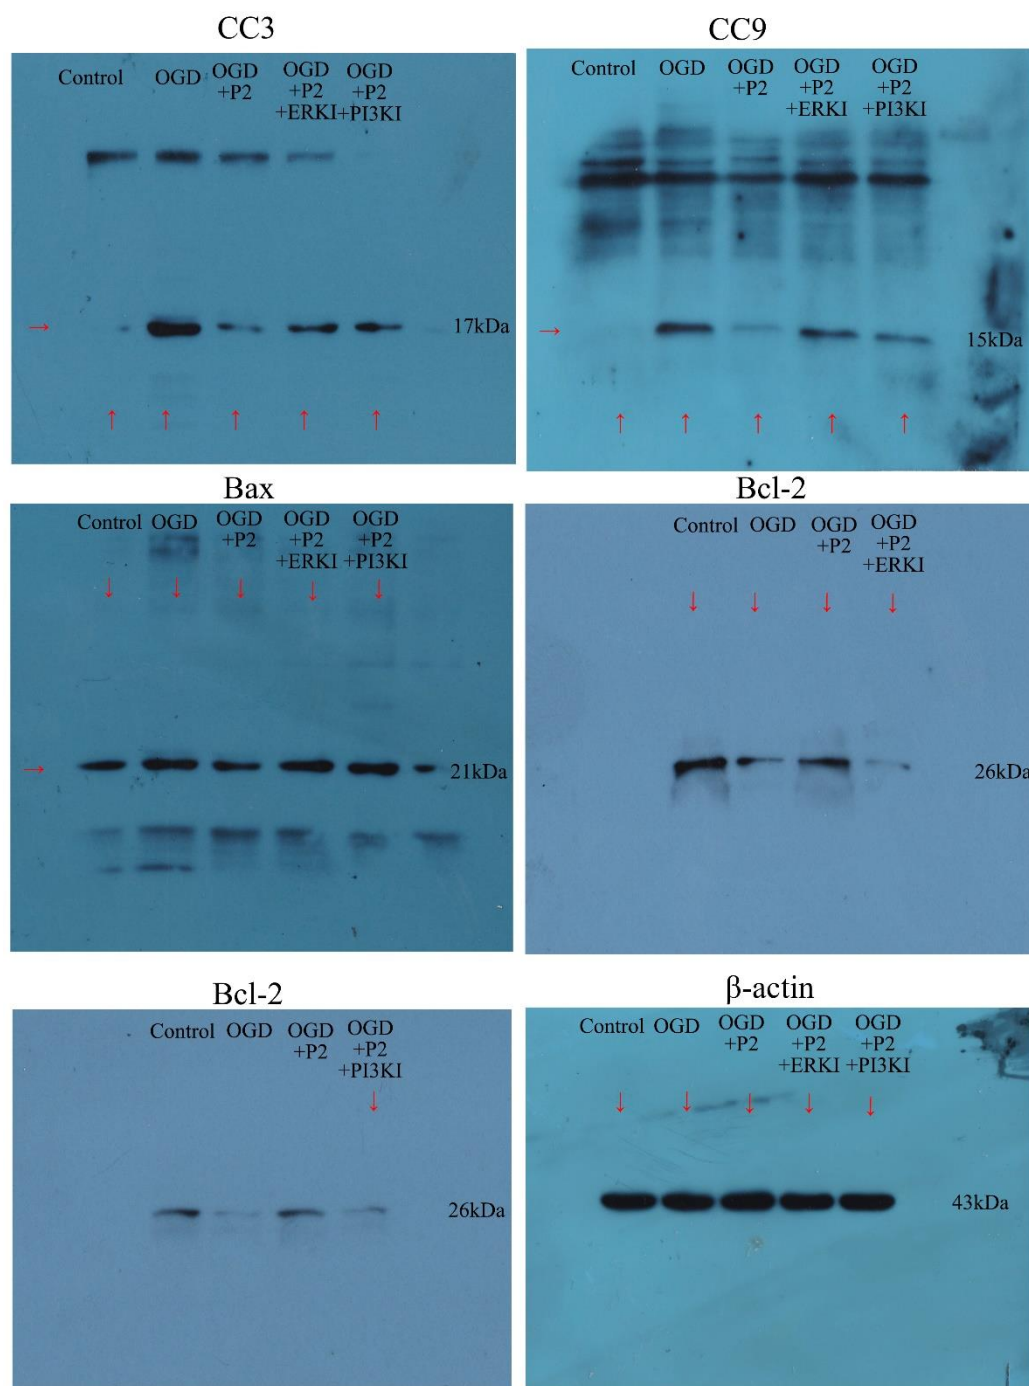 CC3
Control
OGD
OGD
+P2
OGD
+P2
+ERKI
OGD
+P2
+PI3KI
17kDa
CC9
Control
OGD
OGD
+P2
OGD
+P2
+ERKI
OGD
+P2
+PI3KI
15kDa
Bax
Control
OGD
OGD
+P2
OGD
+P2
+ERKI
OGD
+P2
+PI3KI
21kDa
Bcl-2
Control
OGD
OGD
+P2
OGD
+P2
+ERKI
26kDa
Bcl-2
Control
OGD
OGD
+P2
OGD
+P2
+PI3KI
26kDa
β-actin
Control
OGD
OGD
+P2
OGD
+P2
+ERKI
OGD
+P2
+PI3KI
43kDa